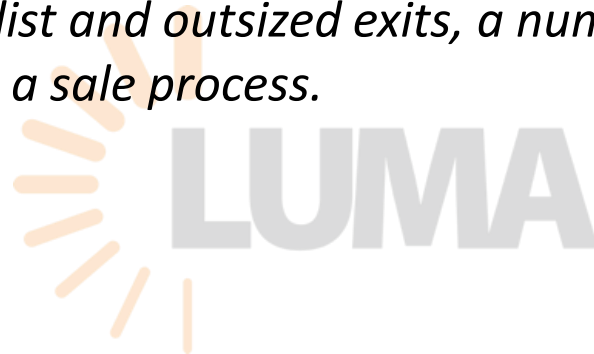 list and outsized exits, a num
a sale process.
LUMA